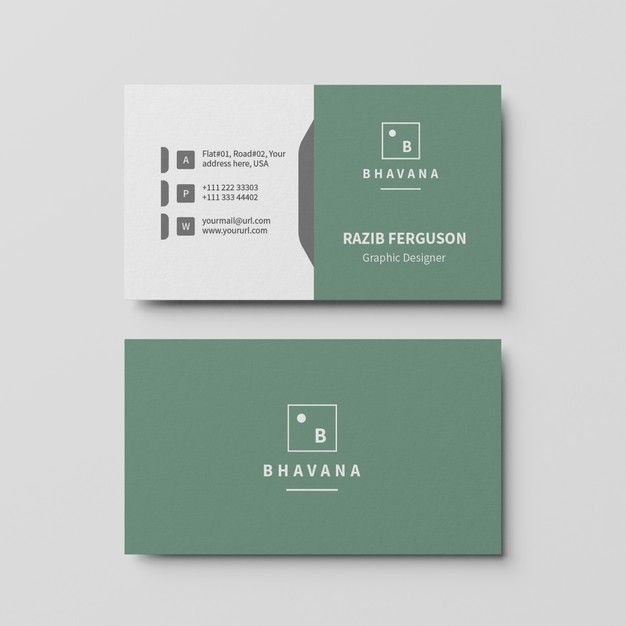 A
Flat#01, Road#02, Your
address here, USA
P
+111 222 33303
+111 333 44402
W
yourmail@url.com
www.yoururl.com
B
BHAVANA
RAZIB FERGUSON
Graphic Designer
B
BHAVANA